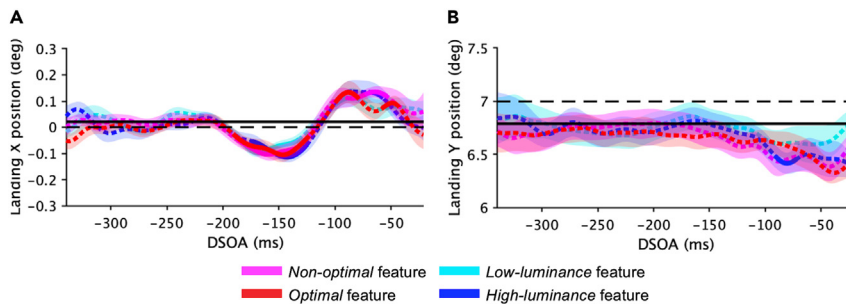 A
B
Landing X position (deg)
0.3
0.2
0.1
0
−0.1
−0.2
−0.3
−300
−250
−200
−150
−100
−50
DSOA (ms)
Landing Y position (deg)
7.5
7
6.5
6
−300
−250
−200
−150
−100
−50
DSOA (ms)
Non-optimal feature
Low-luminance feature
Optimal feature
High-luminance feature